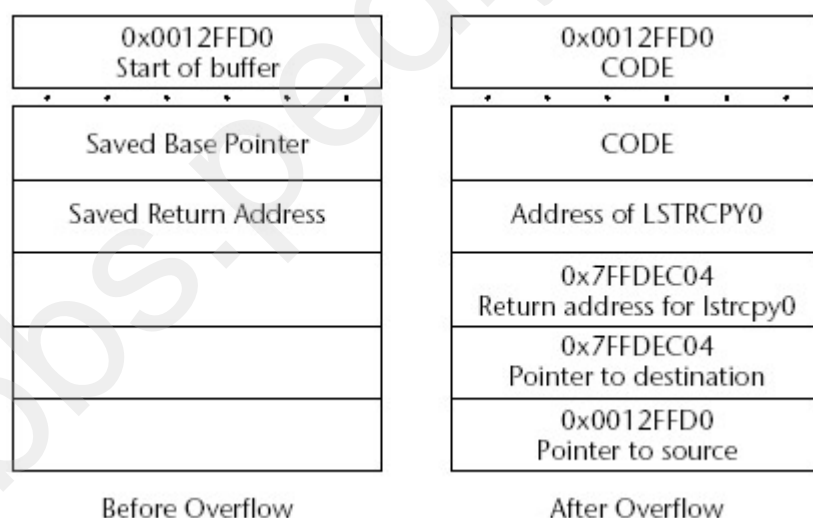 0x0012FFD0
Start of buffer
Saved Base Pointer
Saved Return Address
Before Overflow
0x0012FFD0
CODE
CODE
Address of LSTRCPY0
0x7FFDEC04
Return address for lstrcpy0
0x7FFDEC04
Pointer to destination
0x0012FFD0
Pointer to source
After Overflow